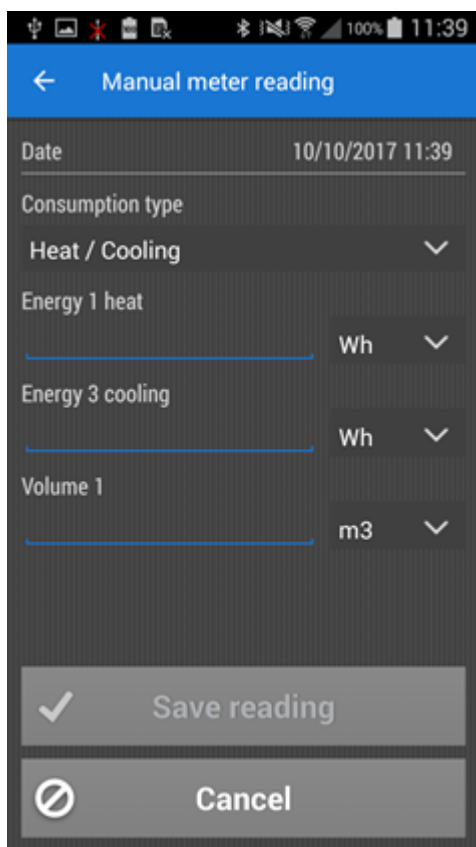 100% 11:39
Manual meter reading
Date 10/10/2017 11:39
Consumption type
Heat / Cooling
Energy 1 heat
Wh
Energy 3 cooling
Wh
Volume 1
m3
Save reading
Cancel